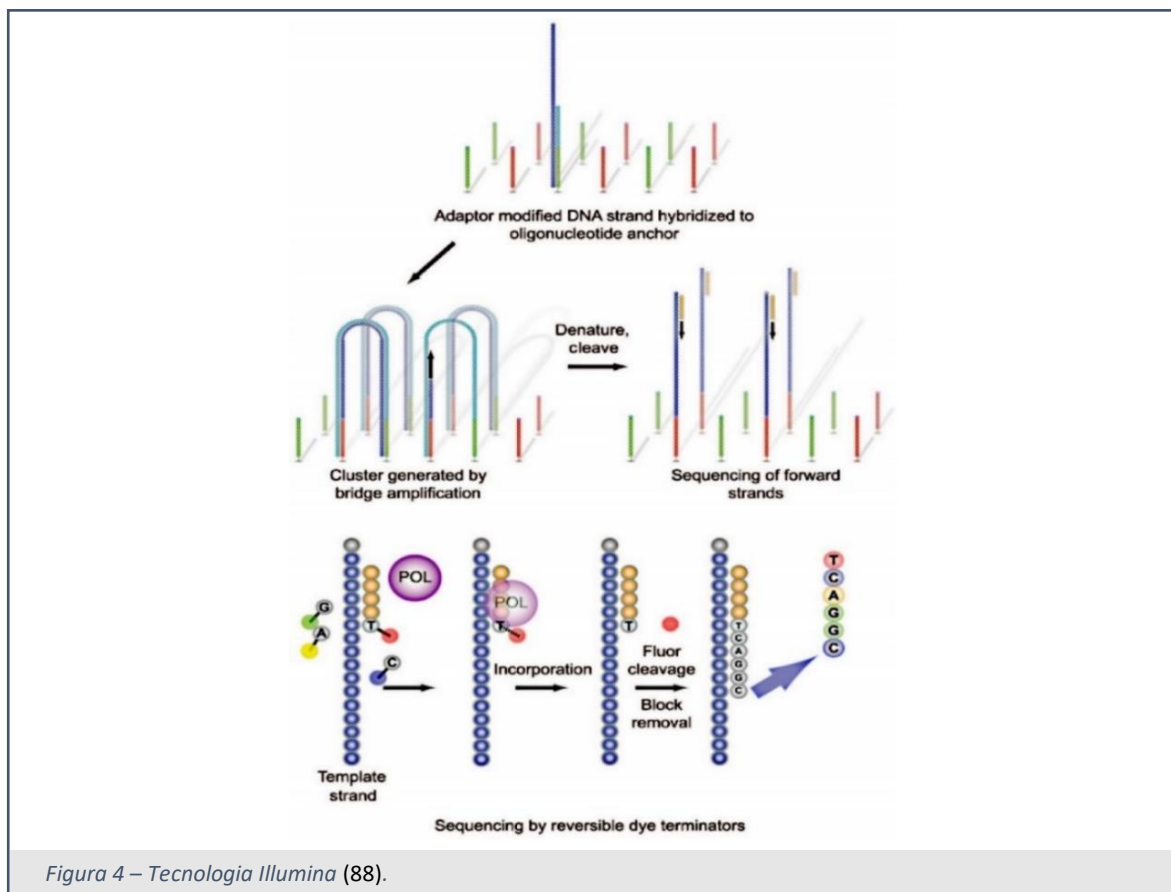 Adaptor modified DNA strand hybridized to
oligonucleotide anchor
Denature,
cleave
Cluster generated by
bridge amplification
Sequencing of forward
strands
POL
G
A
T
C
POL
T
Incorporation
T
Fluor
cleavage
Block
removal
T
C
A
G
G
C
T
C
A
G
G
C
Template
strand
Sequencing by reversible dye terminators
Figura 4 – Tecnologia Illumina (88).